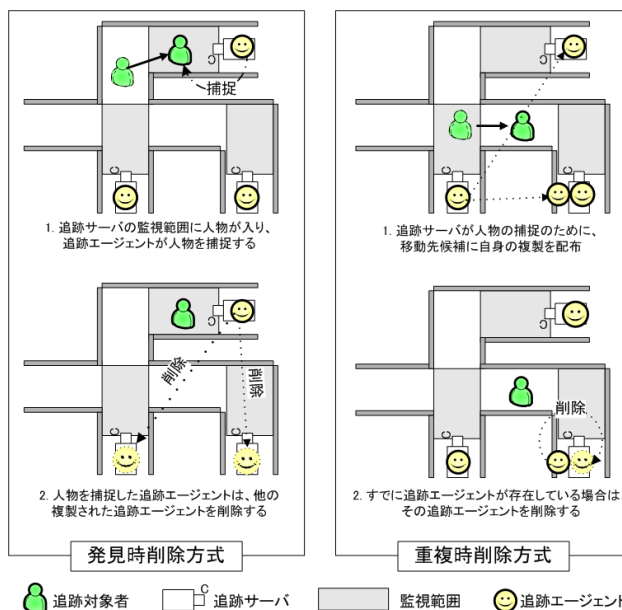 捕捉
C
C
C
1. 追跡サーバの監視範囲に人物が入り、
追跡エージェントが人物を捕捉する
削除
削除
C
C
C
2. 人物を捕捉した追跡エージェントは、他の
複製された追跡エージェントを削除する
発見時削除方式
C
C
C
1. 追跡サーバが人物の捕捉のために、
移動先候補に自身の複製を配布
削除
C
C
C
2. すでに追跡エージェントが存在している場合は
その追跡エージェントを削除する
重複時削除方式
追跡対象者
C
追跡サーバ
監視範囲
追跡エージェント